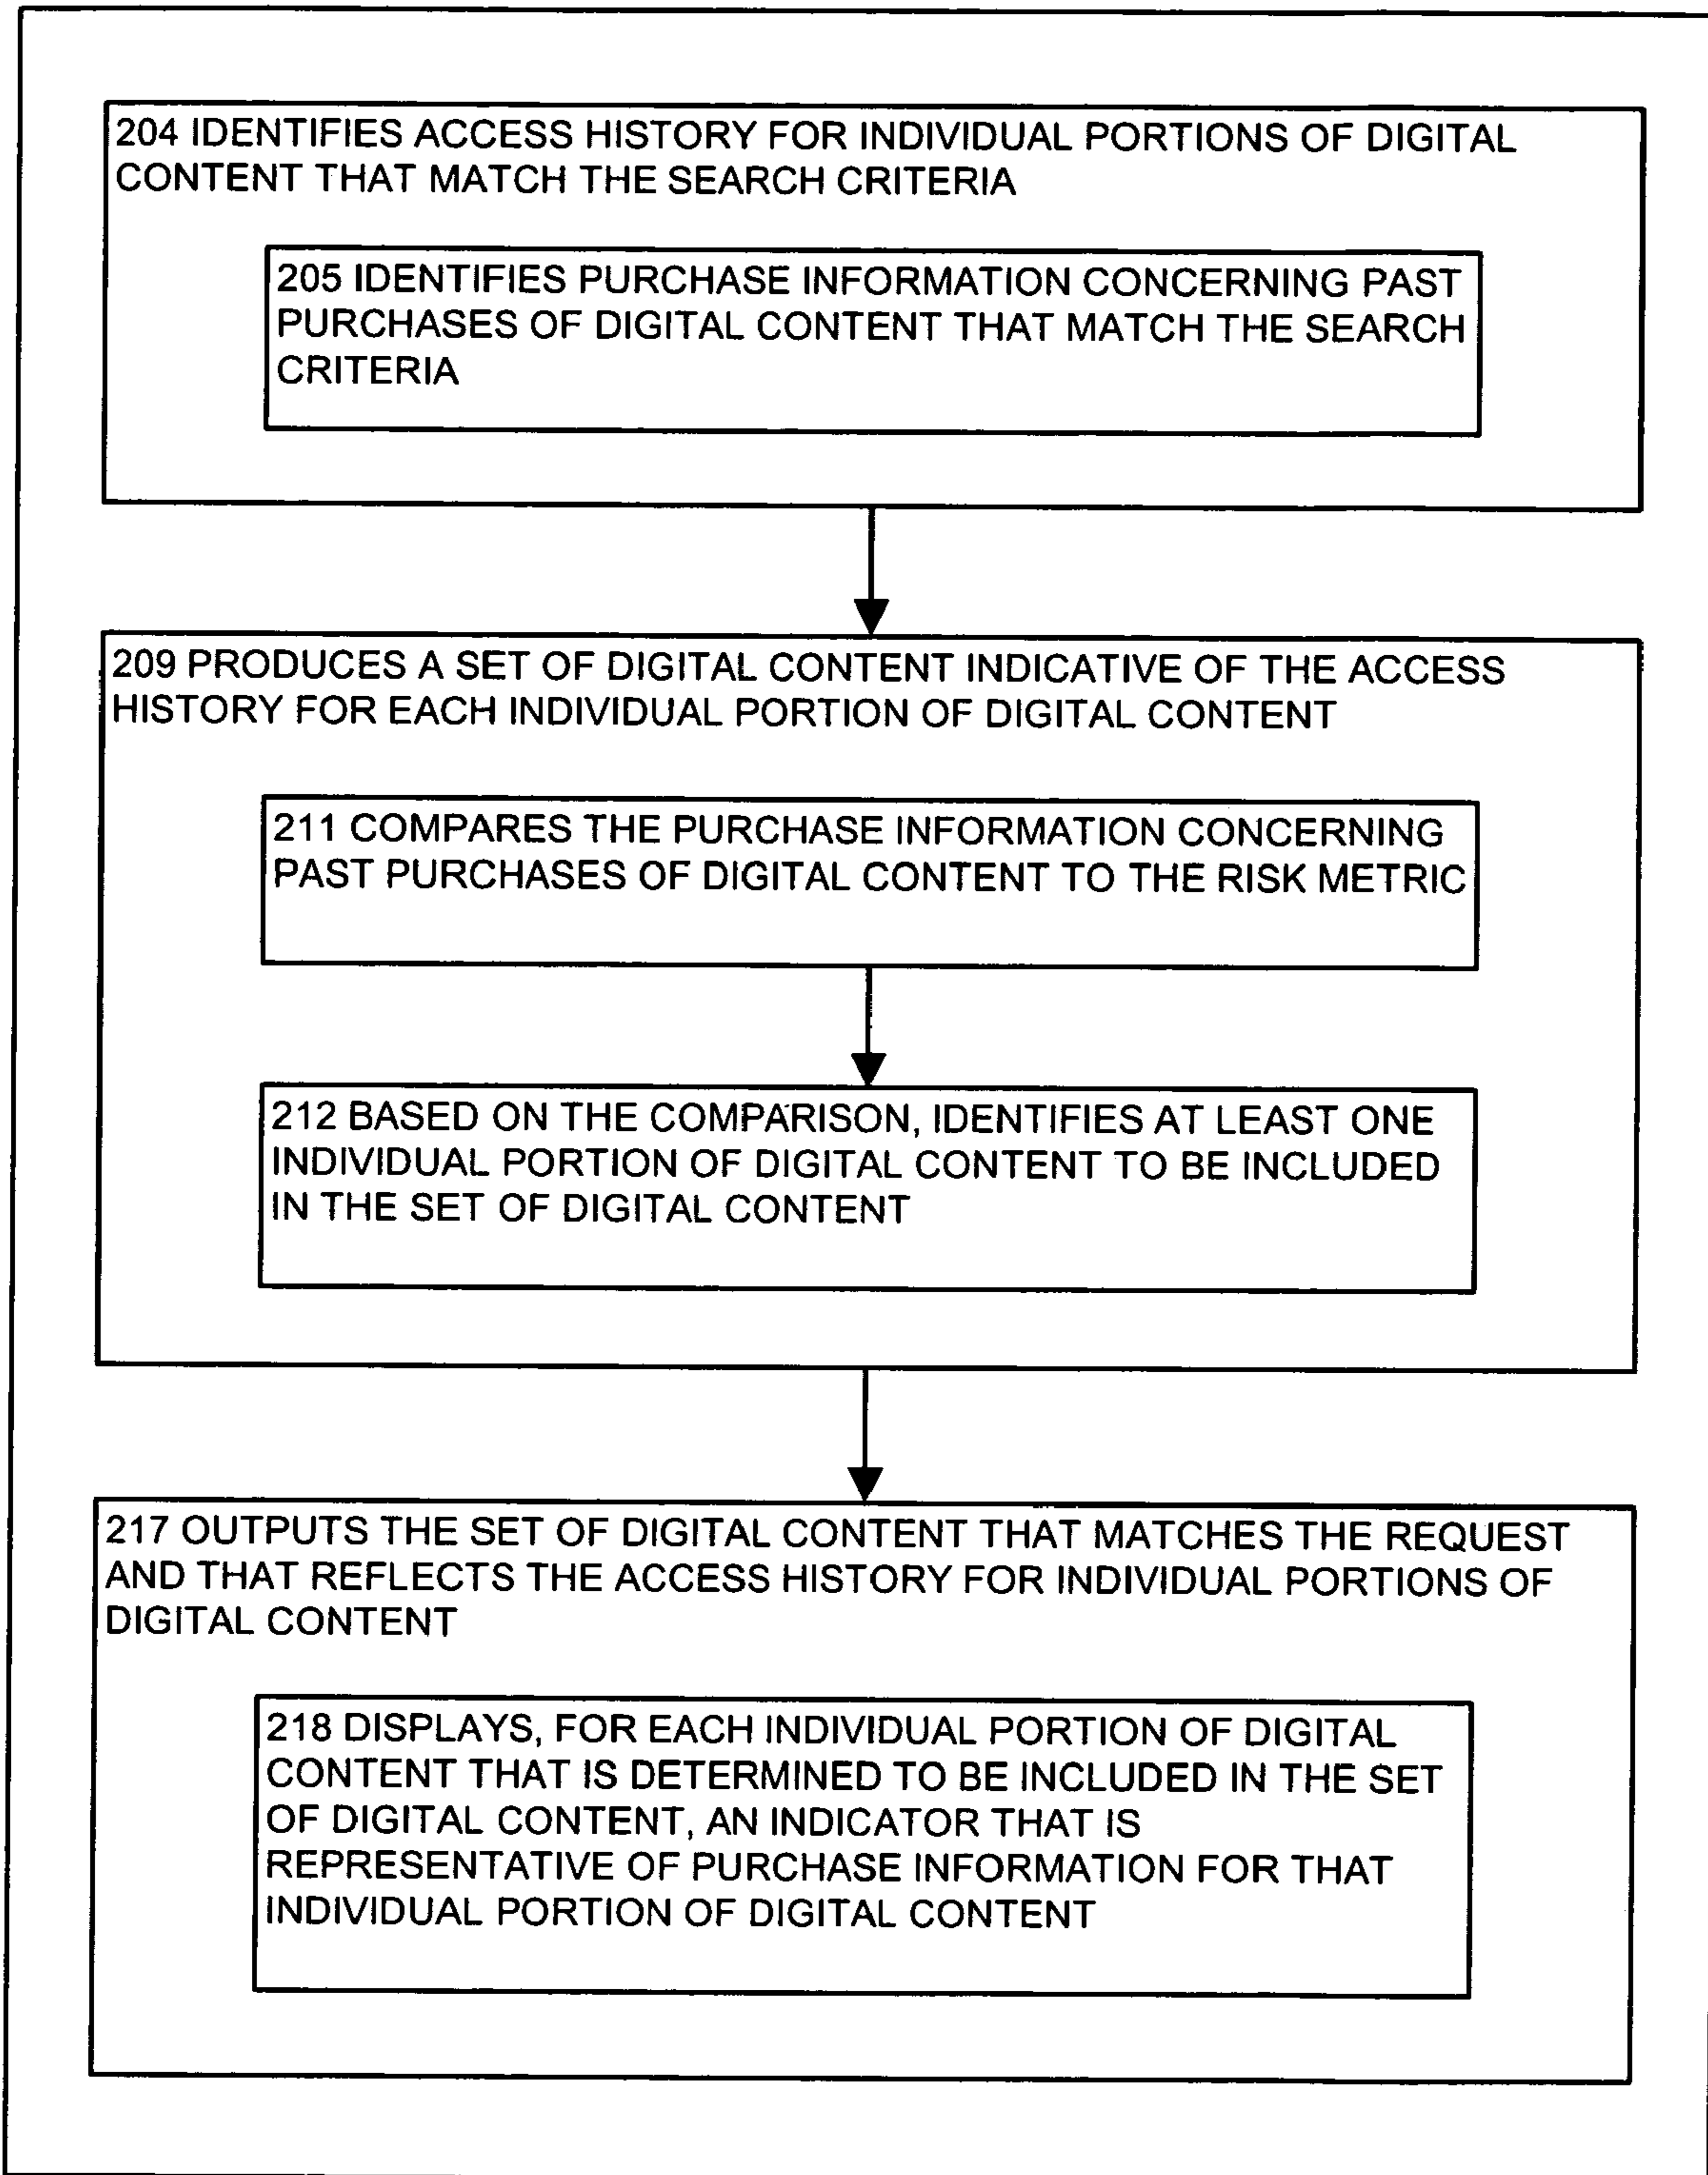 204 IDENTIFIES ACCESS HISTORY FOR INDIVIDUAL PORTIONS OF DIGITAL
CONTENT THAT MATCH THE SEARCH CRITERIA
205 IDENTIFIES PURCHASE INFORMATION CONCERNING PAST
PURCHASES OF DIGITAL CONTENT THAT MATCH THE SEARCH
CRITERIA
209 PRODUCES A SET OF DIGITAL CONTENT INDICATIVE OF THE ACCESS
HISTORY FOR EACH INDIVIDUAL PORTION OF DIGITAL CONTENT
211 COMPARES THE PURCHASE INFORMATION CONCERNING
PAST PURCHASES OF DIGITAL CONTENT TO THE RISK METRIC
212 BASED ON THE COMPARISON, IDENTIFIES AT LEAST ONE
INDIVIDUAL PORTION OF DIGITAL CONTENT TO BE INCLUDED
IN THE SET OF DIGITAL CONTENT
217 OUTPUTS THE SET OF DIGITAL CONTENT THAT MATCHES THE REQUEST
AND THAT REFLECTS THE ACCESS HISTORY FOR INDIVIDUAL PORTIONS OF
DIGITAL CONTENT
218 DISPLAYS, FOR EACH INDIVIDUAL PORTION OF DIGITAL
CONTENT THAT IS DETERMINED TO BE INCLUDED IN THE SET
OF DIGITAL CONTENT, AN INDICATOR THAT IS
REPRESENTATIVE OF PURCHASE INFORMATION FOR THAT
INDIVIDUAL PORTION OF DIGITAL CONTENT